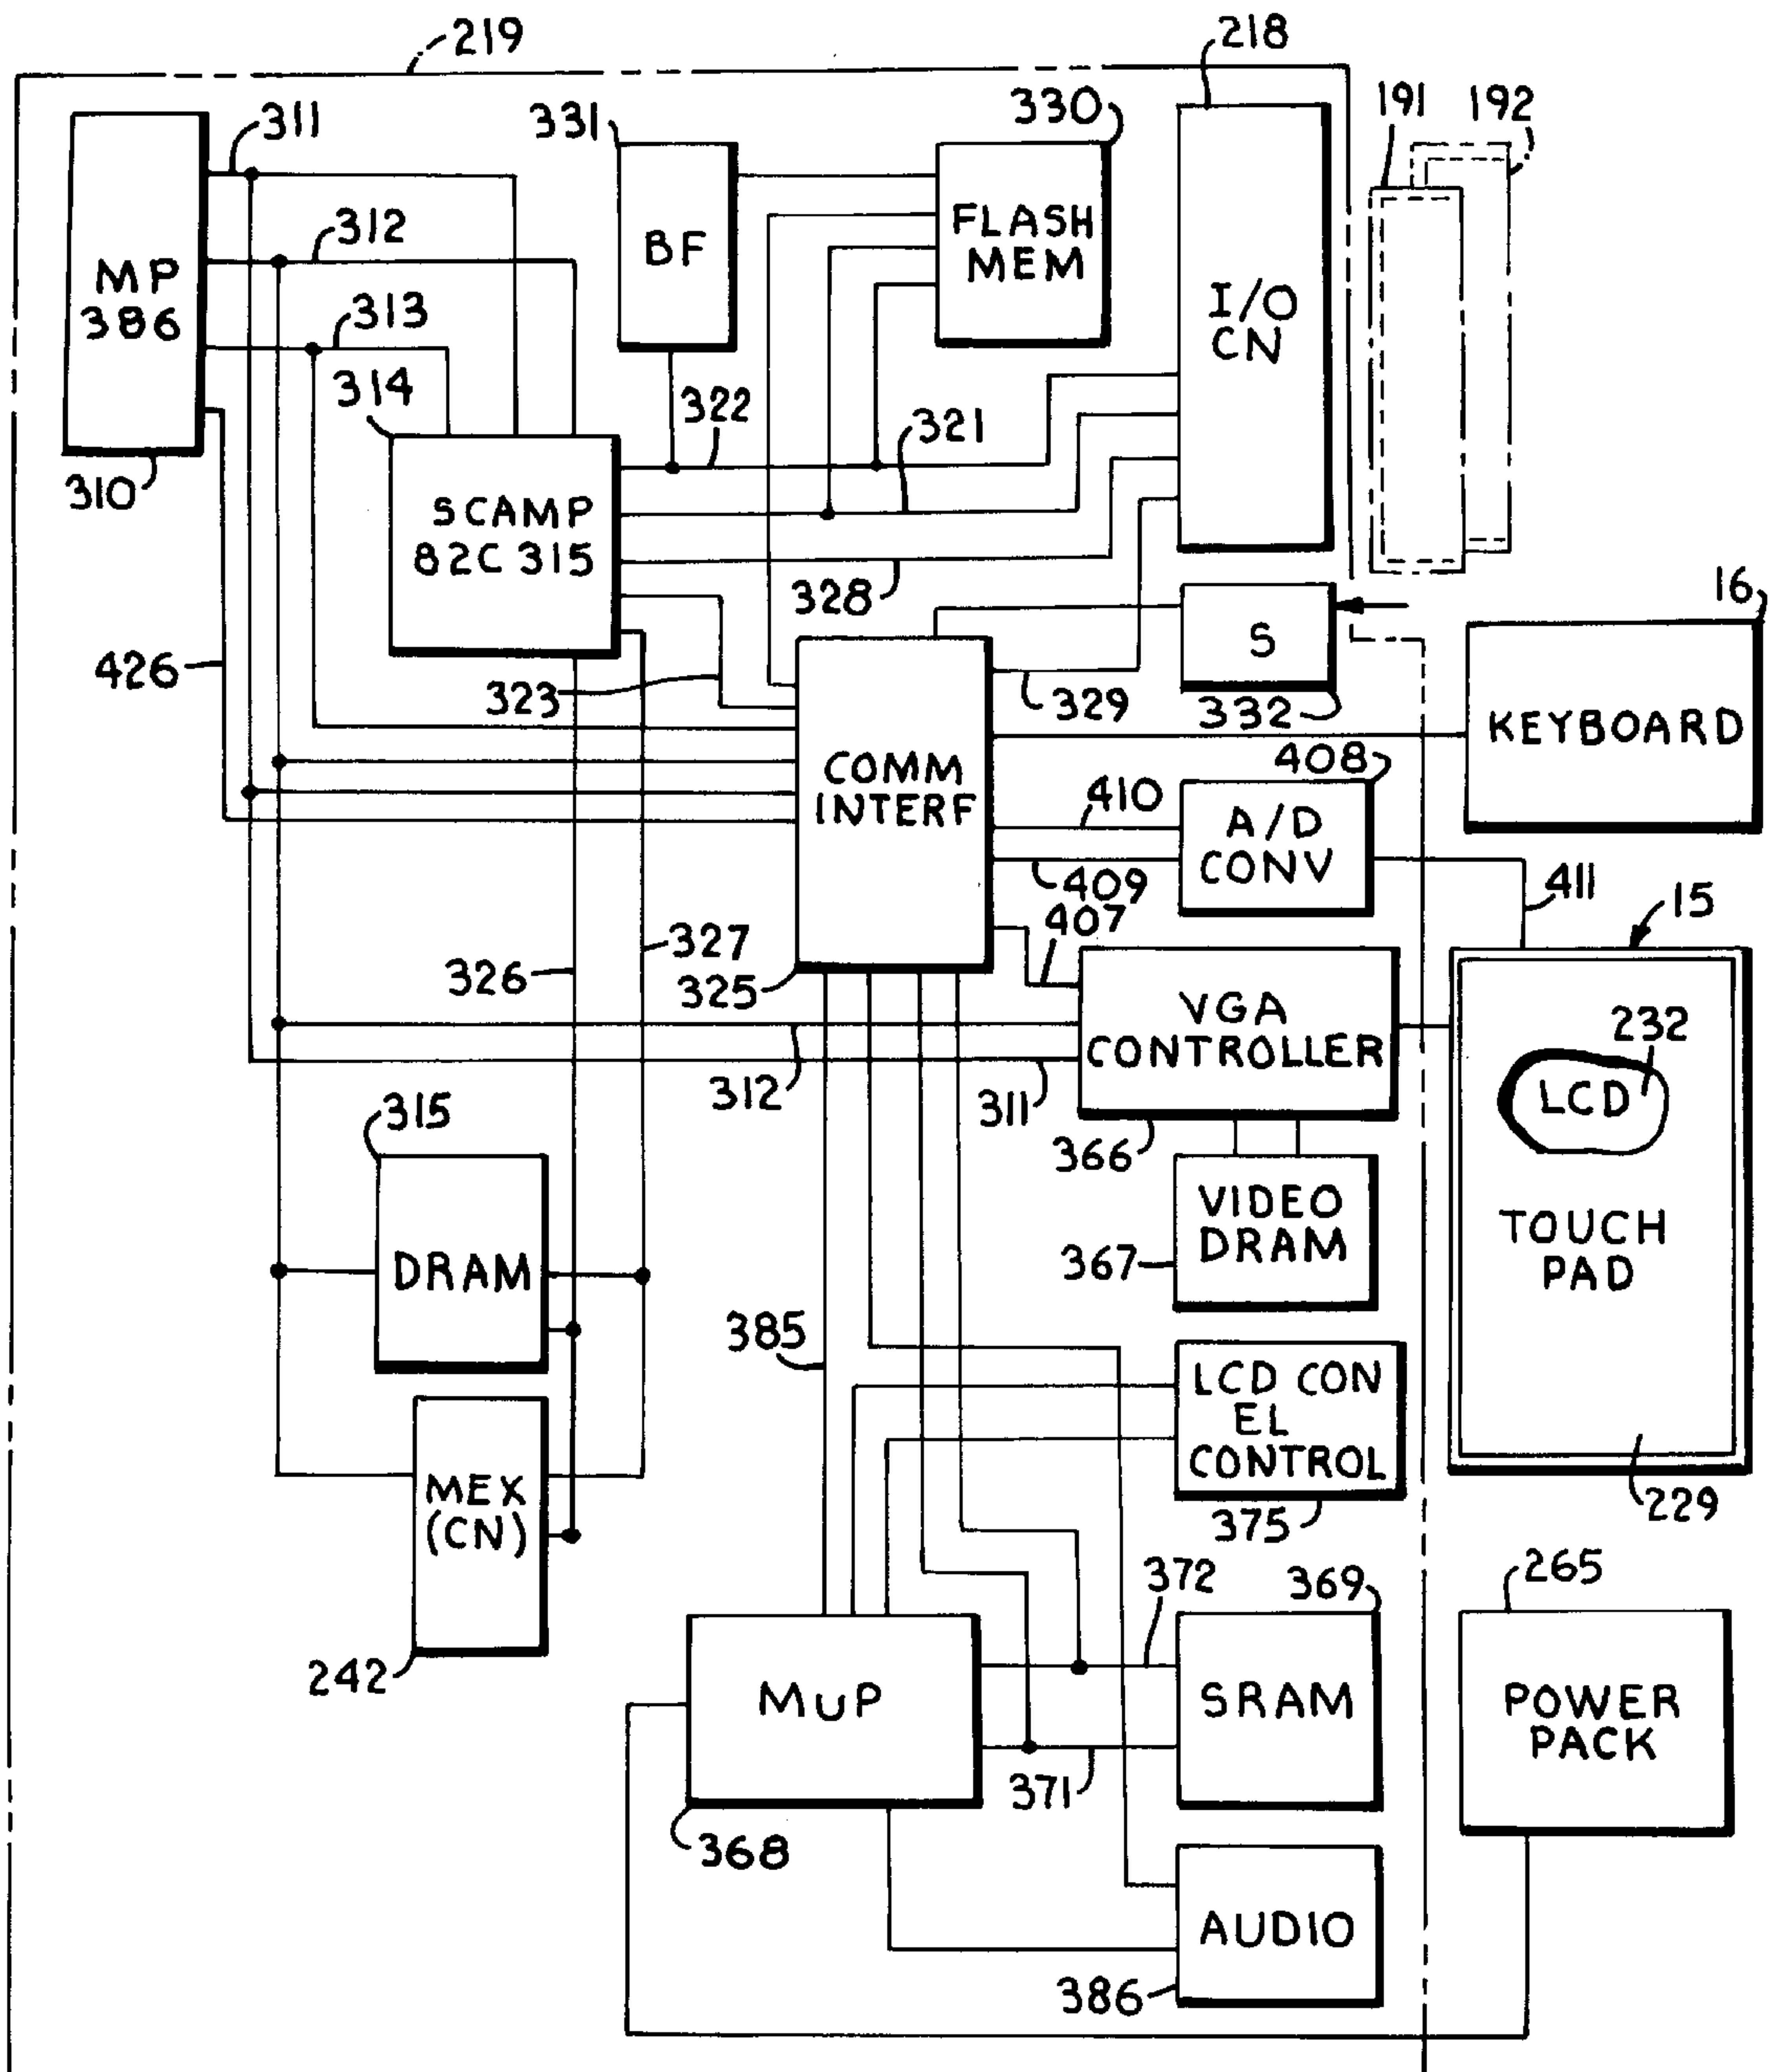 219
218
191
192
311
331
330
MP
386
312
BF
FLASH
MEM
I/O
CN
313
314
322
321
310
SCAMP
82C 315
328
16
S
426
323
329
332
KEYBOARD
COMM
INTERF
408
410
A/D
CONV
409
411
407
15
327
326
325
VGA
CONTROLLER
232
LCD
312
311
315
366
DRAM
VIDEO
DRAM
367
TOUCH
PAD
385
LCD CON
EL
CONTROL
MEX
(CN)
375
229
372
369
265
242
MUP
SRAM
POWER
PACK
371
368
AUDIO
386